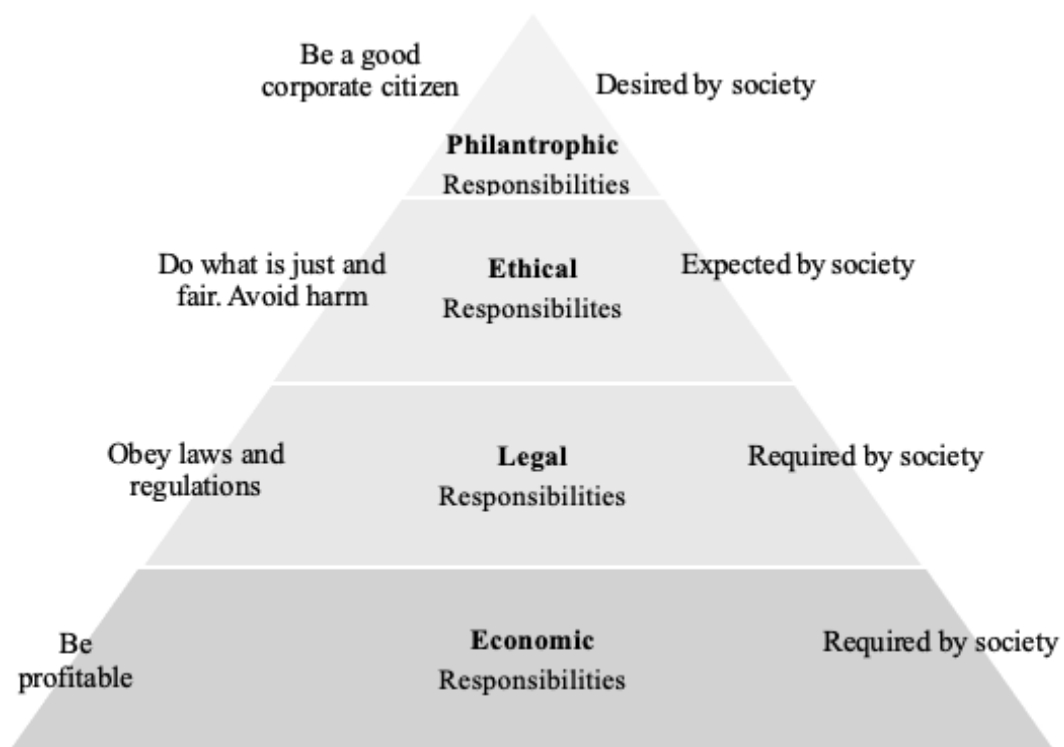 Be a good
corporate citizen
Desired by society
Philantrophic
Responsibilities
Do what is just and
fair. Avoid harm
Ethical
Responsibilites
Expected by society
Obey laws and
regulations
Legal
Responsibilities
Required by society
Be
profitable
Economic
Responsibilities
Required by society